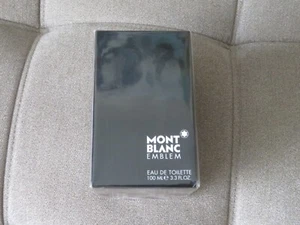 MONT
BLANC
EMBLEM
EAU DE TOILETTE
100 ML ℮ 3.3 fl.oz